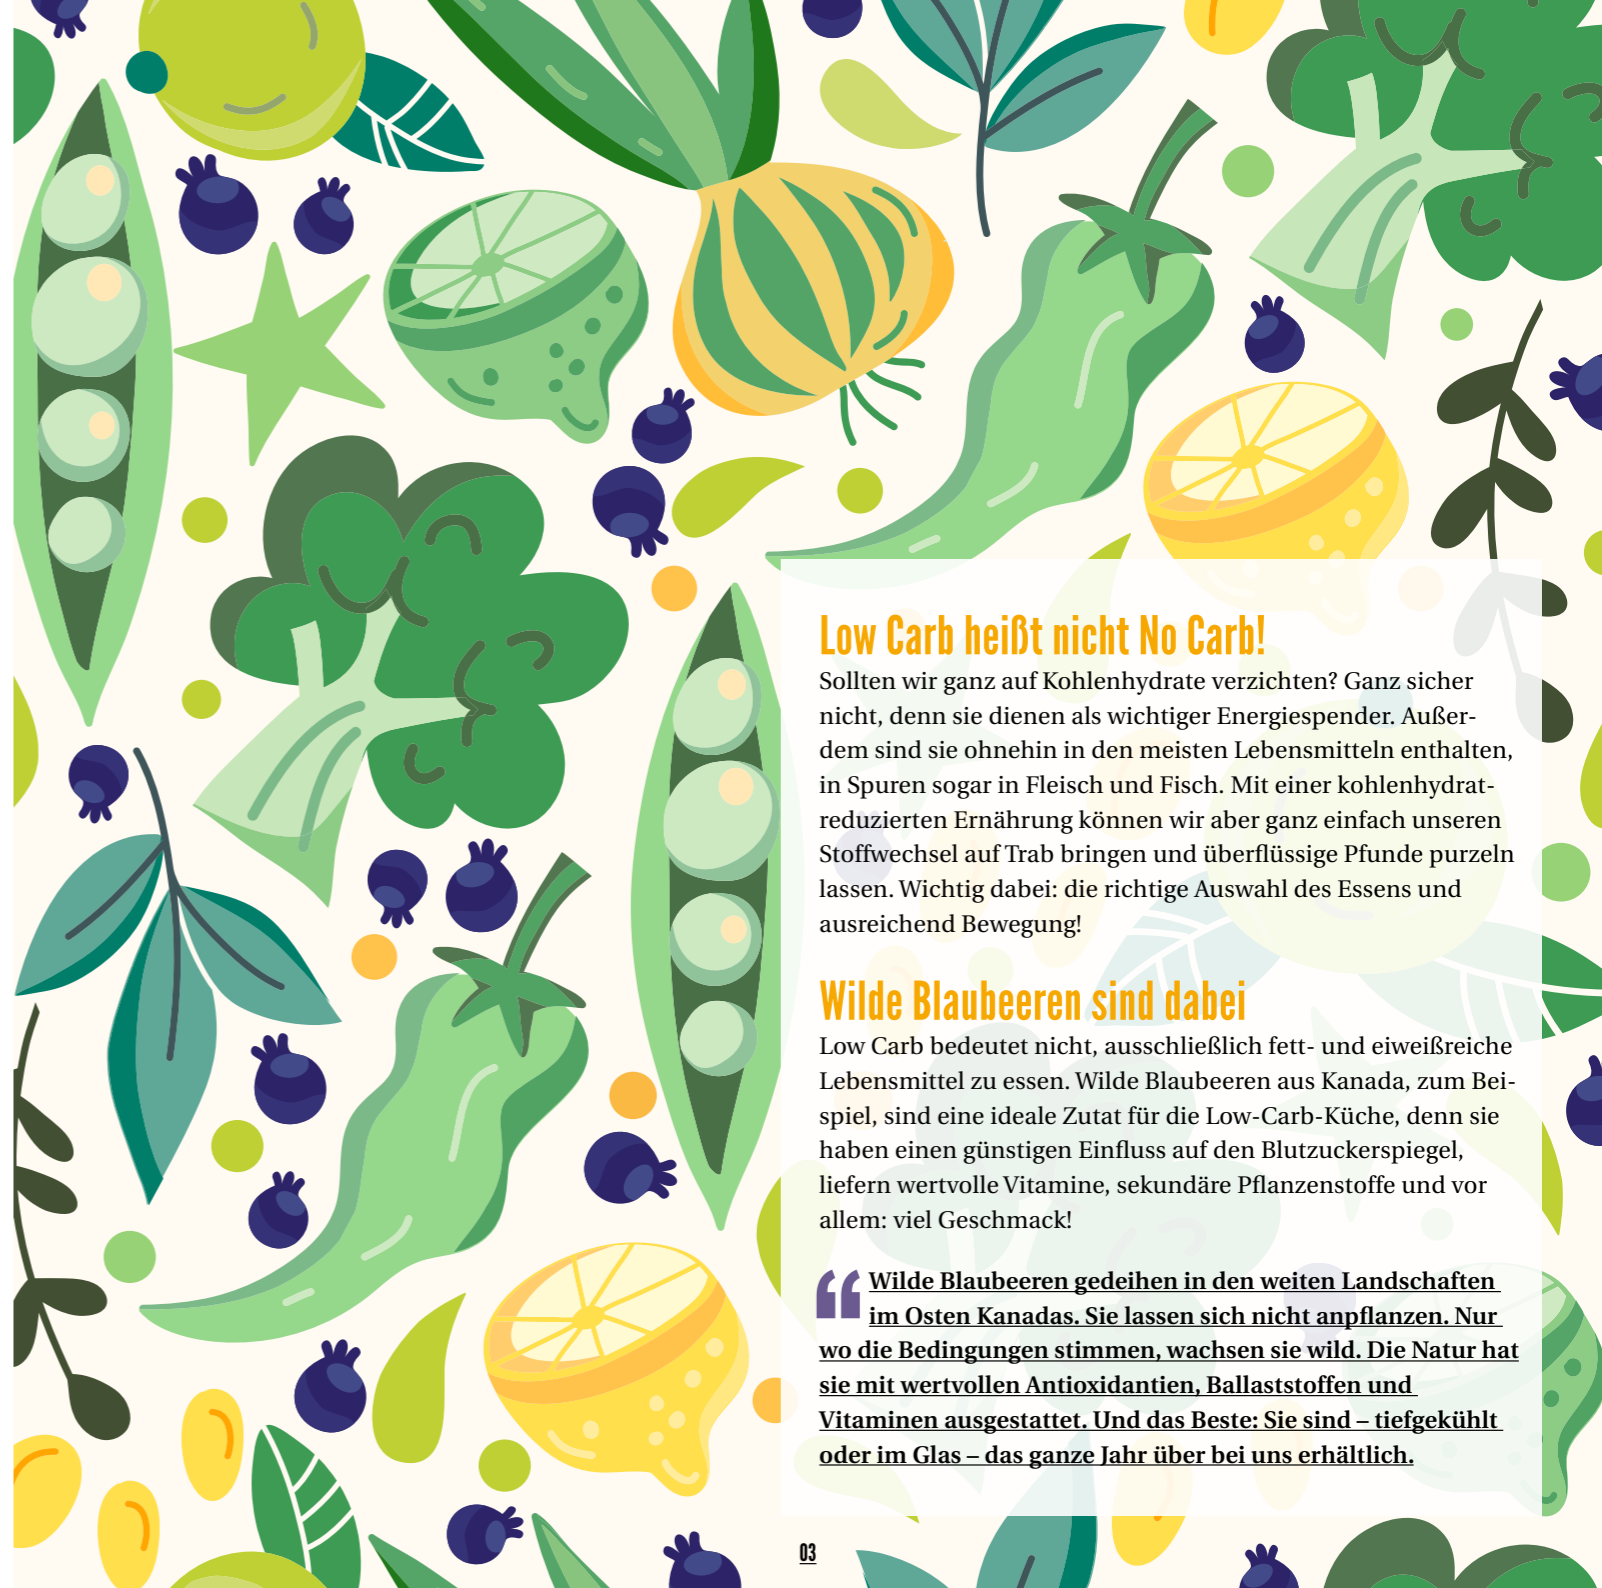 Low Carb heißt nicht No Carb!
Sollten wir ganz auf Kohlenhydrate verzichten? Ganz sicher
nicht, denn sie dienen als wichtiger Energiespender. Außer-
dem sind sie ohnehin in den meisten Lebensmitteln enthalten,
in Spuren sogar in Fleisch und Fisch. Mit einer kohlenhydrat-
reduzierten Ernährung können wir aber ganz einfach unseren
Stoffwechsel auf Trab bringen und überflüssige Pfunde purzeln
lassen. Wichtig dabei: die richtige Auswahl des Essens und
ausreichend Bewegung!
Wilde Blaubeeren sind dabei
Low Carb bedeutet nicht, ausschließlich fett- und eiweißreiche
Lebensmittel zu essen. Wilde Blaubeeren aus Kanada, zum Bei-
spiel, sind eine ideale Zutat für die Low-Carb-Küche, denn sie
haben einen günstigen Einfluss auf den Blutzuckerspiegel,
liefern wertvolle Vitamine, sekundäre Pflanzenstoffe und vor
allem: viel Geschmack!
“ Wilde Blaubeeren gedeihen in den weiten Landschaften
im Osten Kanadas. Sie lassen sich nicht anpflanzen. Nur
wo die Bedingungen stimmen, wachsen sie wild. Die Natur hat
sie mit wertvollen Antioxidantien, Ballaststoffen und
Vitaminen ausgestattet. Und das Beste: Sie sind – tiefgekühlt
oder im Glas – das ganze Jahr über bei uns erhältlich.
03